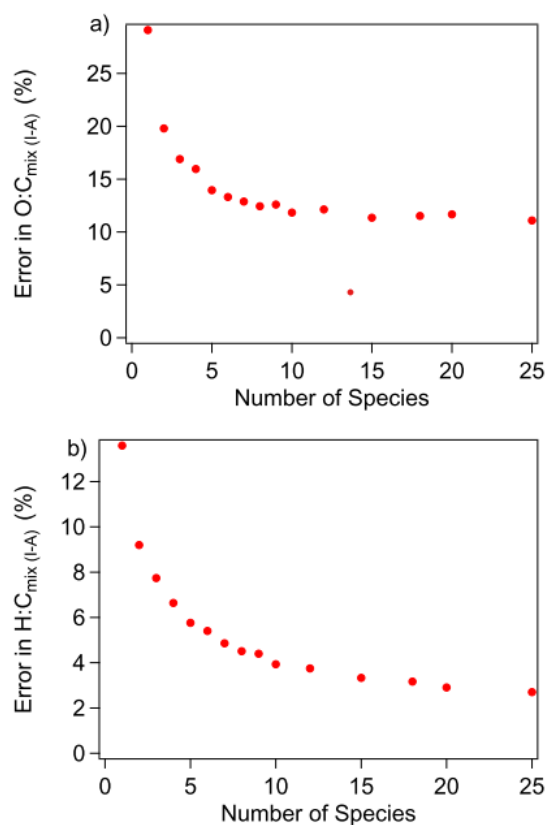 a)
Error in O:Cmix (I-A) (%)
25
20
15
10
5
0
0 5 10 15 20 25
Number of Species
b)
Error in H:Cmix (I-A) (%)
12
10
8
6
4
2
0
0 5 10 15 20 25
Number of Species